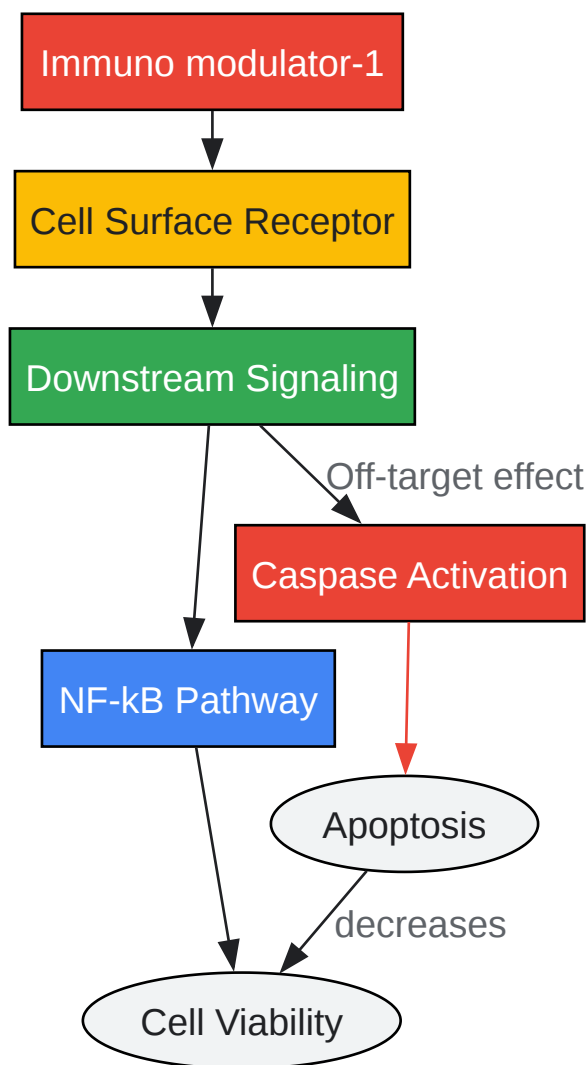 Immuno modulator-1
Cell Surface Receptor
Downstream Signaling
Off-target effect
Caspase Activation
NF-kB Pathway
Apoptosis
decreases
Cell Viability